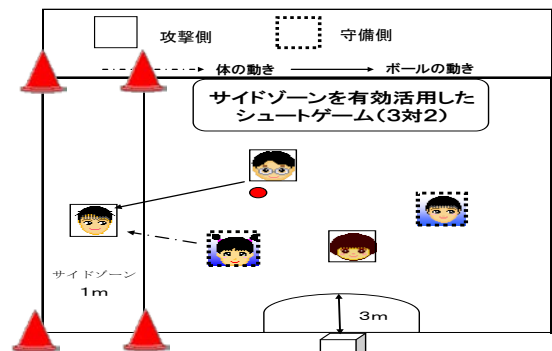 攻撃側
守備側
体の動き
ボールの動き
サイドゾーンを有効活用した
シュートゲーム(3対2)
サイドゾーン
1m
3m